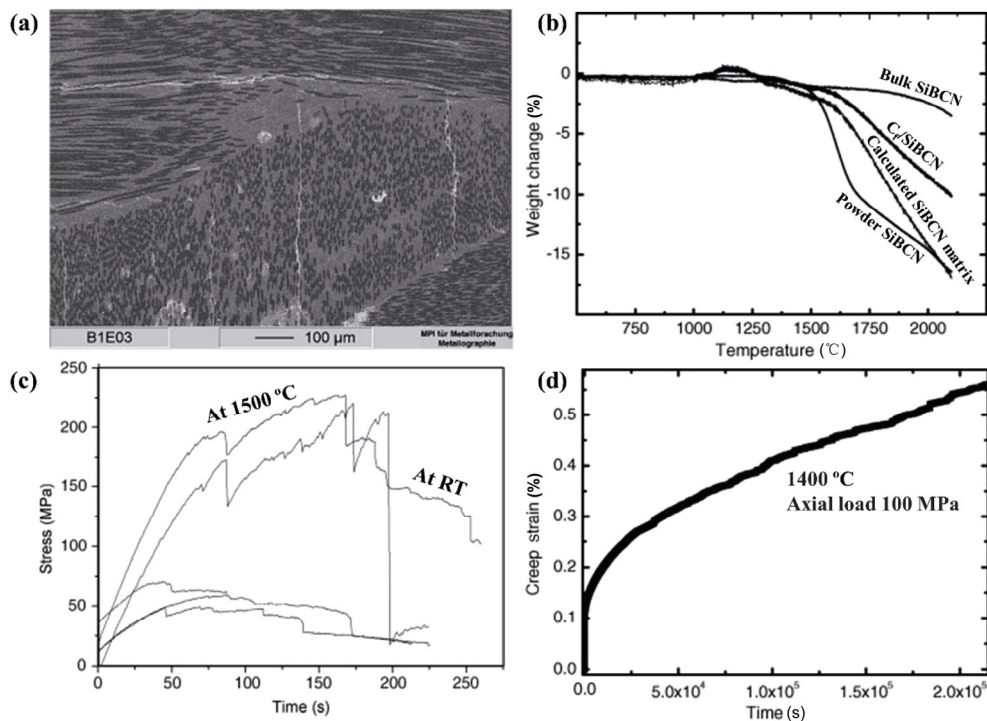 (a)
B1E03
100 µm
MPI für Metallforschung
Metallographie
(b)
Weight change (%)
0
-5
-10
-15
Bulk SiBCN
Cf/SiBCN
Calculated SiBCN matrix
Powder SiBCN
750
1000
1250
1500
1750
2000
Temperature (℃)
(c)
Stress (MPa)
250
200
150
100
50
0
At 1500 ºC
At RT
0
50
100
150
200
250
Time (s)
(d)
Creep strain (%)
0.5
0.4
0.3
0.2
0.1
0.0
1400 ºC
Axial load 100 MPa
0.0
5.0x10⁴
1.0x10⁵
1.5x10⁵
2.0x10⁵
Time (s)